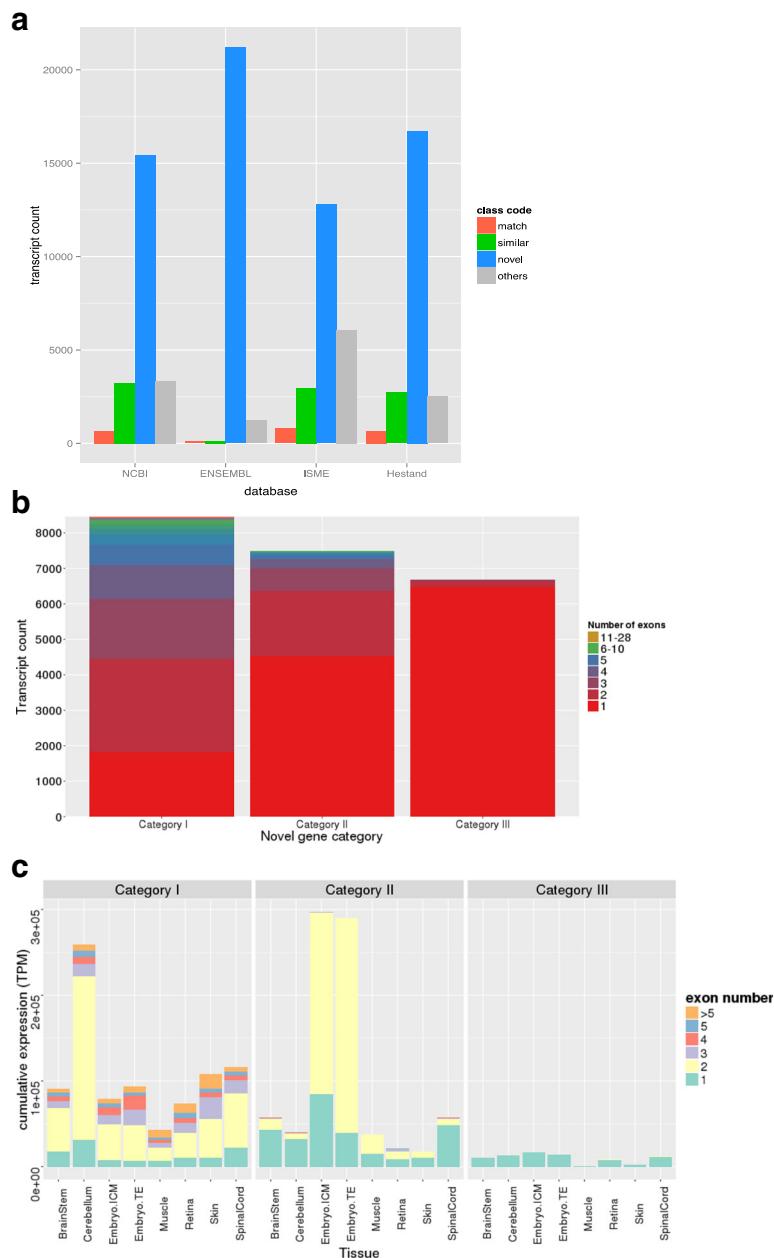 a
20000
15000
10000
5000
0
transcript count
NCBI ENSEMBL ISME Hestand
database
class code
match
similar
novel
others
b
8000
7000
6000
5000
4000
3000
2000
1000
0
Transcript count
Category I Category II Category III
Novel gene category
Number of exons
11-28
6-10
5
4
3
2
1
c
Category I Category II Category III
3e+05
2e+05
1e+05
0e+00
cumulative expression (TPM)
BrainStem Cerebellum Embryo.ICM Embryo.TE Muscle Retina Skin SpinalCord
BrainStem Cerebellum Embryo.ICM Embryo.TE Muscle Retina Skin SpinalCord
BrainStem Cerebellum Embryo.ICM Embryo.TE Muscle Retina Skin SpinalCord
Tissue
exon number
>5
5
4
3
2
1